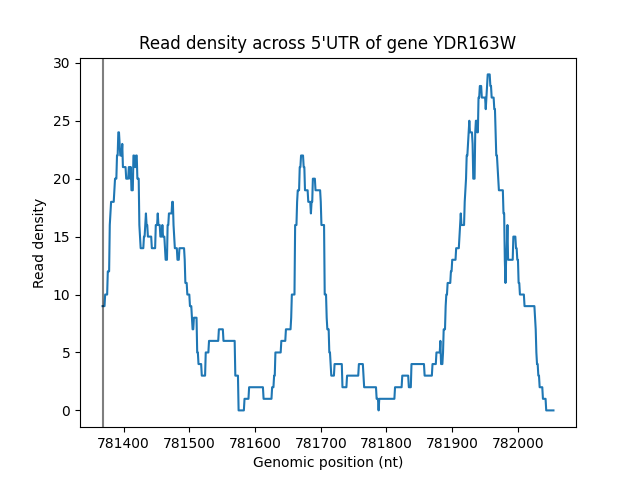 Read density across 5'UTR of gene YDR163W
30
25
20
15
10
5
0
Read density
781400 781500 781600 781700 781800 781900 782000
Genomic position (nt)